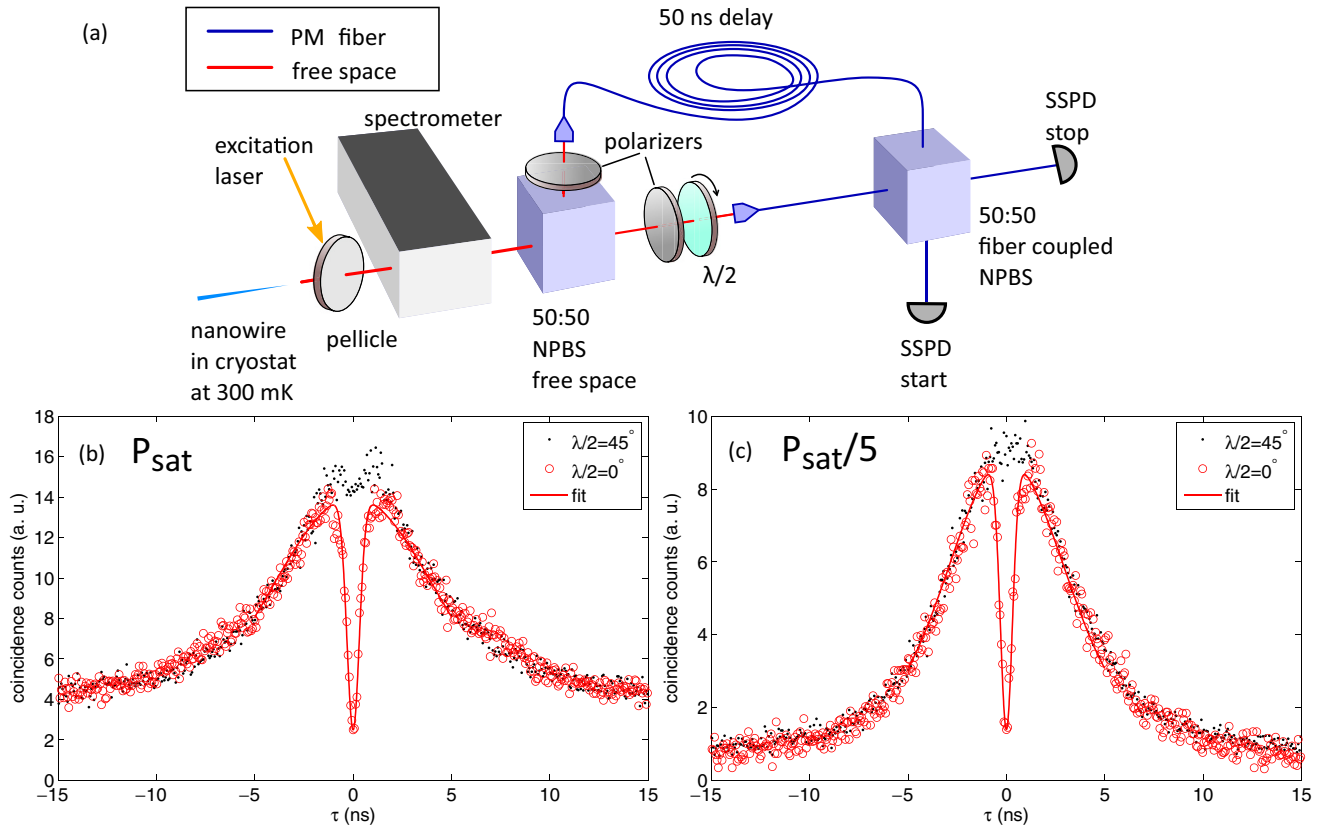 (a)
PM fiber
free space
50 ns delay
spectrometer
excitation
laser
polarizers
SSPD
stop
λ/2
50:50
fiber coupled
NPBS
nanowire
in cryostat
at 300 mK
pellicle
50:50
NPBS
free space
SSPD
start
(b) P_sat
λ/2=45°
λ/2=0°
fit
coincidence counts (a. u.)
18
16
14
12
10
8
6
4
2
0
−15 −10 −5 0 5 10 15
τ (ns)
(c) P_sat/5
λ/2=45°
λ/2=0°
fit
coincidence counts (a. u.)
10
8
6
4
2
0
−15 −10 −5 0 5 10 15
τ (ns)